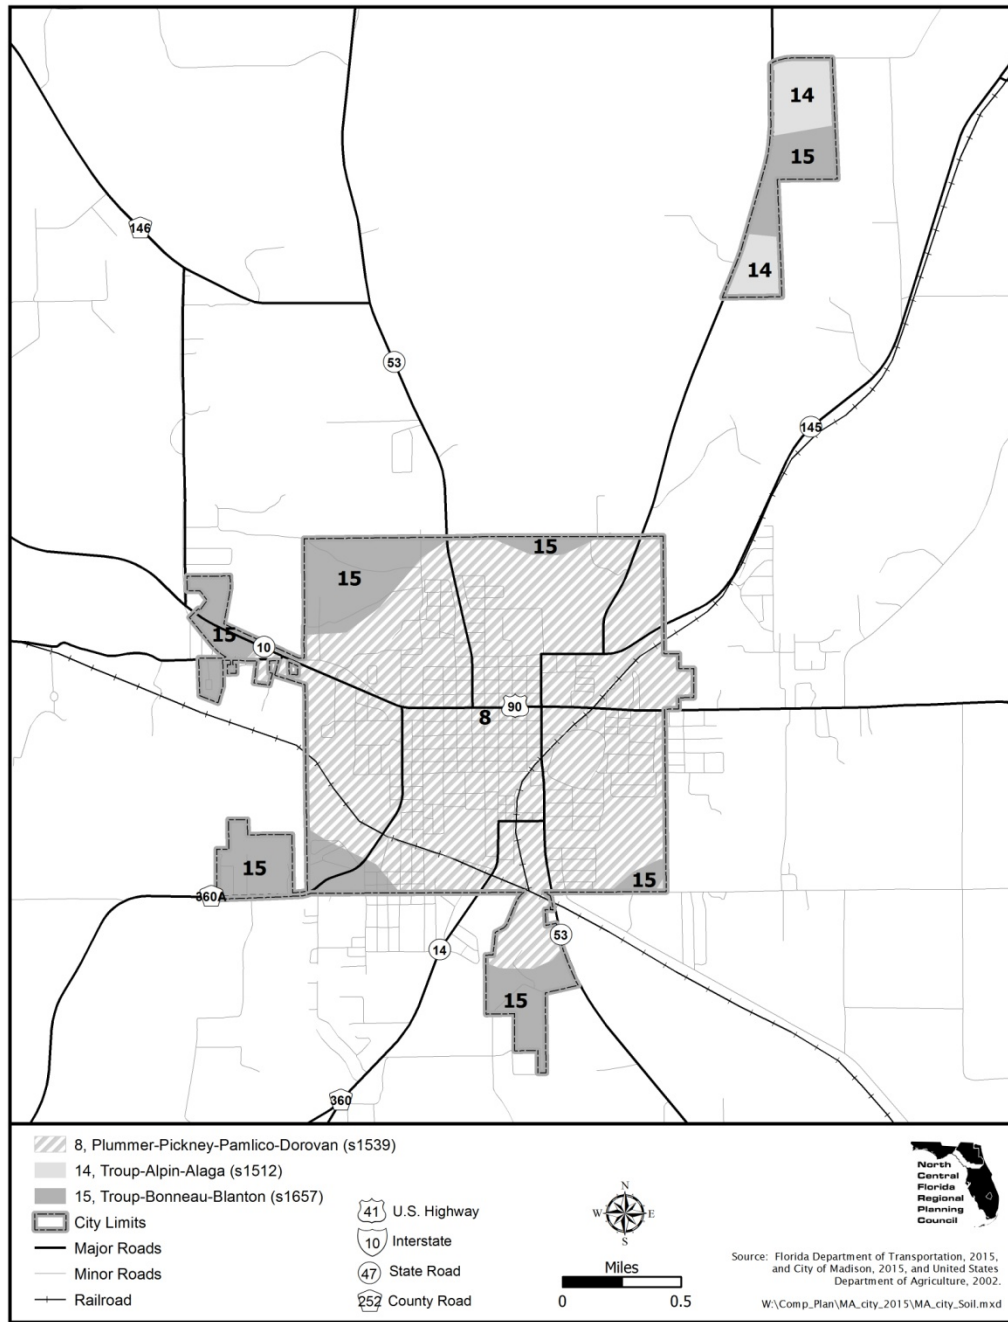 14
15
14
146
53
145
15
15
15
10
90
8
15
360A
15
14
53
15
360
8, Plummer-Pickney-Pamlico-Dorovan (s1539)
14, Troup-Alpin-Alaga (s1512)
15, Troup-Bonneau-Blanton (s1657)
City Limits
Major Roads
Minor Roads
Railroad
41 U.S. Highway
10 Interstate
47 State Road
252 County Road
N
W E
S
Miles
0 0.5
North
Central
Florida
Regional
Planning
Council
Source: Florida Department of Transportation, 2015,
and City of Madison, 2015, and United States
Department of Agriculture, 2002.
W:\Comp_Plan\MA_city_2015\MA_city_Soil.mxd